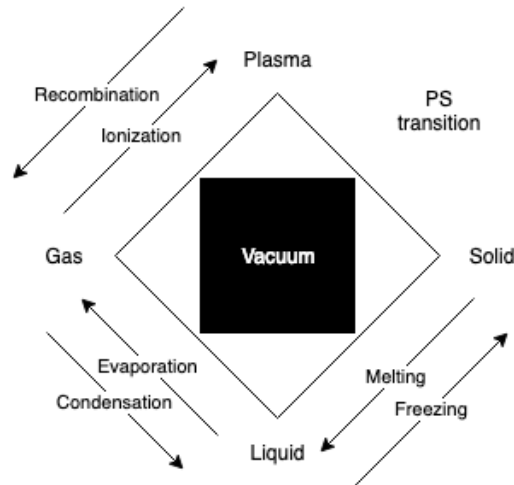 Plasma
Recombination
PS
transition
Ionization
Gas
Vacuum
Solid
Evaporation
Melting
Condensation
Freezing
Liquid